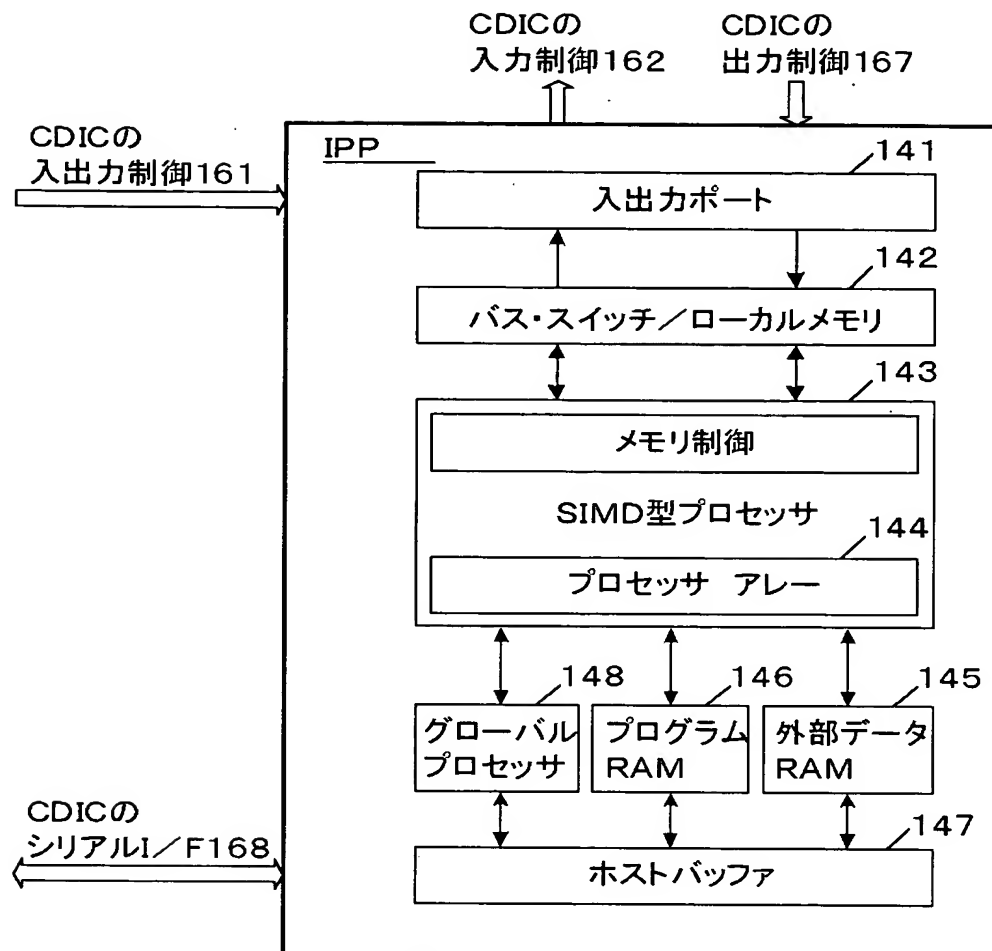 CDICの
入力制御162
CDICの
出力制御167
CDICの
入出力制御161
IPP
141
入出力ポート
142
バス・スイッチ／ローカルメモリ
143
メモリ制御
SIMD型プロセッサ
144
プロセッサ アレー
148
グローバル
プロセッサ
146
プログラム
RAM
145
外部データ
RAM
CDICの
シリアルI／F168
147
ホストバッファ